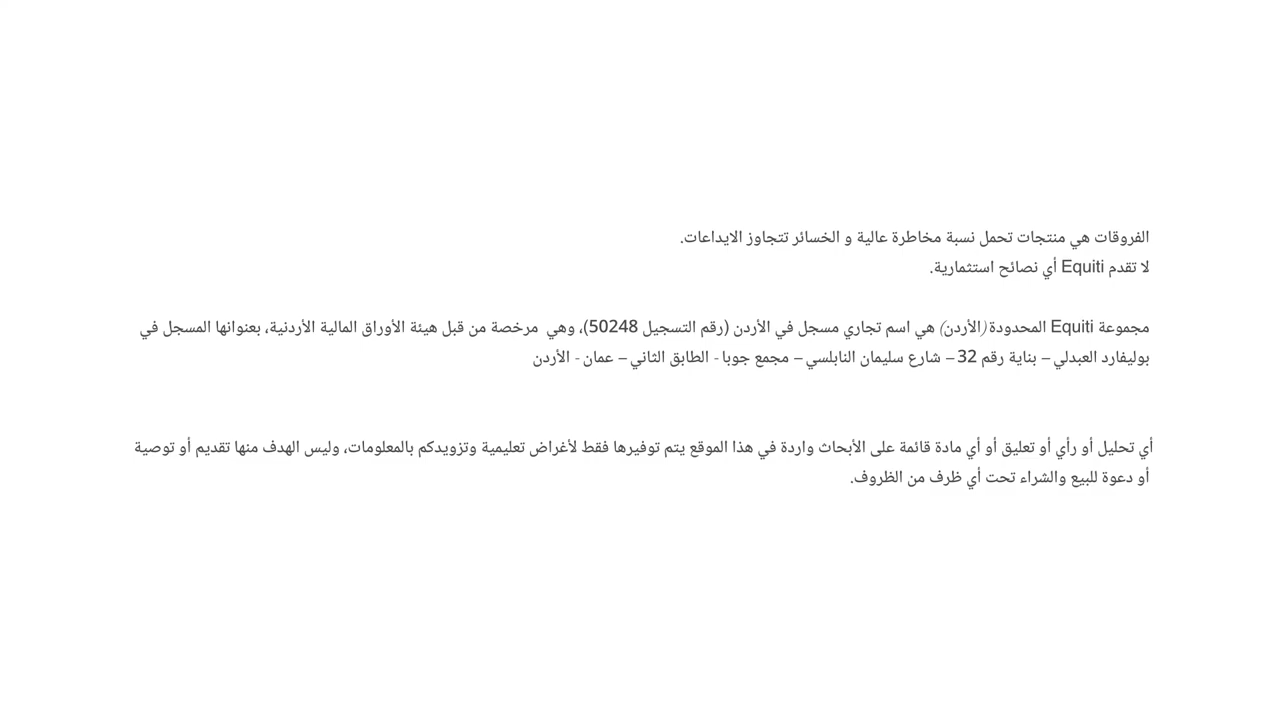 الفروقات هي منتجات تحمل نسبة مخاطرة عالية و الخسائر تتجاوز الايداعات.
لا تقدم Equiti أي نصائح استثمارية.
مجموعة Equiti المحدودة (الأردن) هي اسم تجاري مسجل في الأردن (رقم التسجيل 50248)، وهي مرخصة من قبل هيئة الأوراق المالية الأردنية، بعنوانها المسجل في
بوليفارد العبدلي – بناية رقم 32 – شارع سليمان النابلسي – مجمع جوبا - الطابق الثاني – عمان - الأردن
أي تحليل أو رأي أو تعليق أو أي مادة قائمة على الأبحاث واردة في هذا الموقع يتم توفيرها فقط لأغراض تعليمية وتزويدكم بالمعلومات، وليس الهدف منها تقديم أو توصية
أو دعوة للبيع والشراء تحت أي ظرف من الظروف.